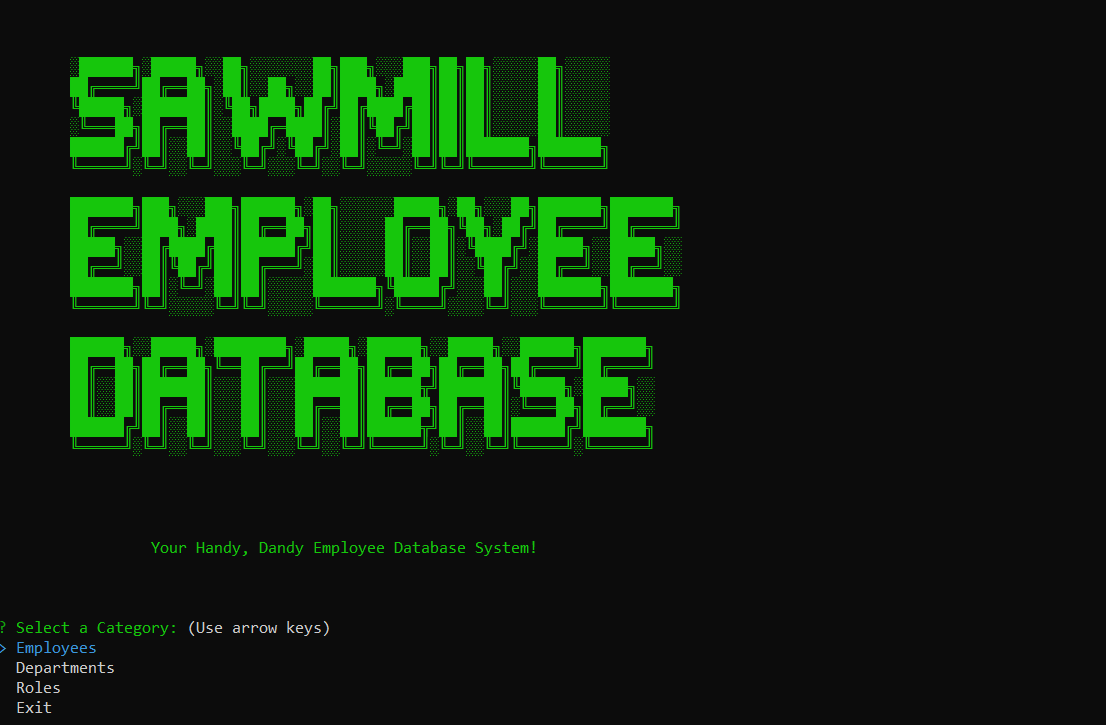 SAWMILL
EMPLOYEE
DATABASE
Your Handy, Dandy Employee Database System!
? Select a Category: (Use arrow keys)
> Employees
Departments
Roles
Exit